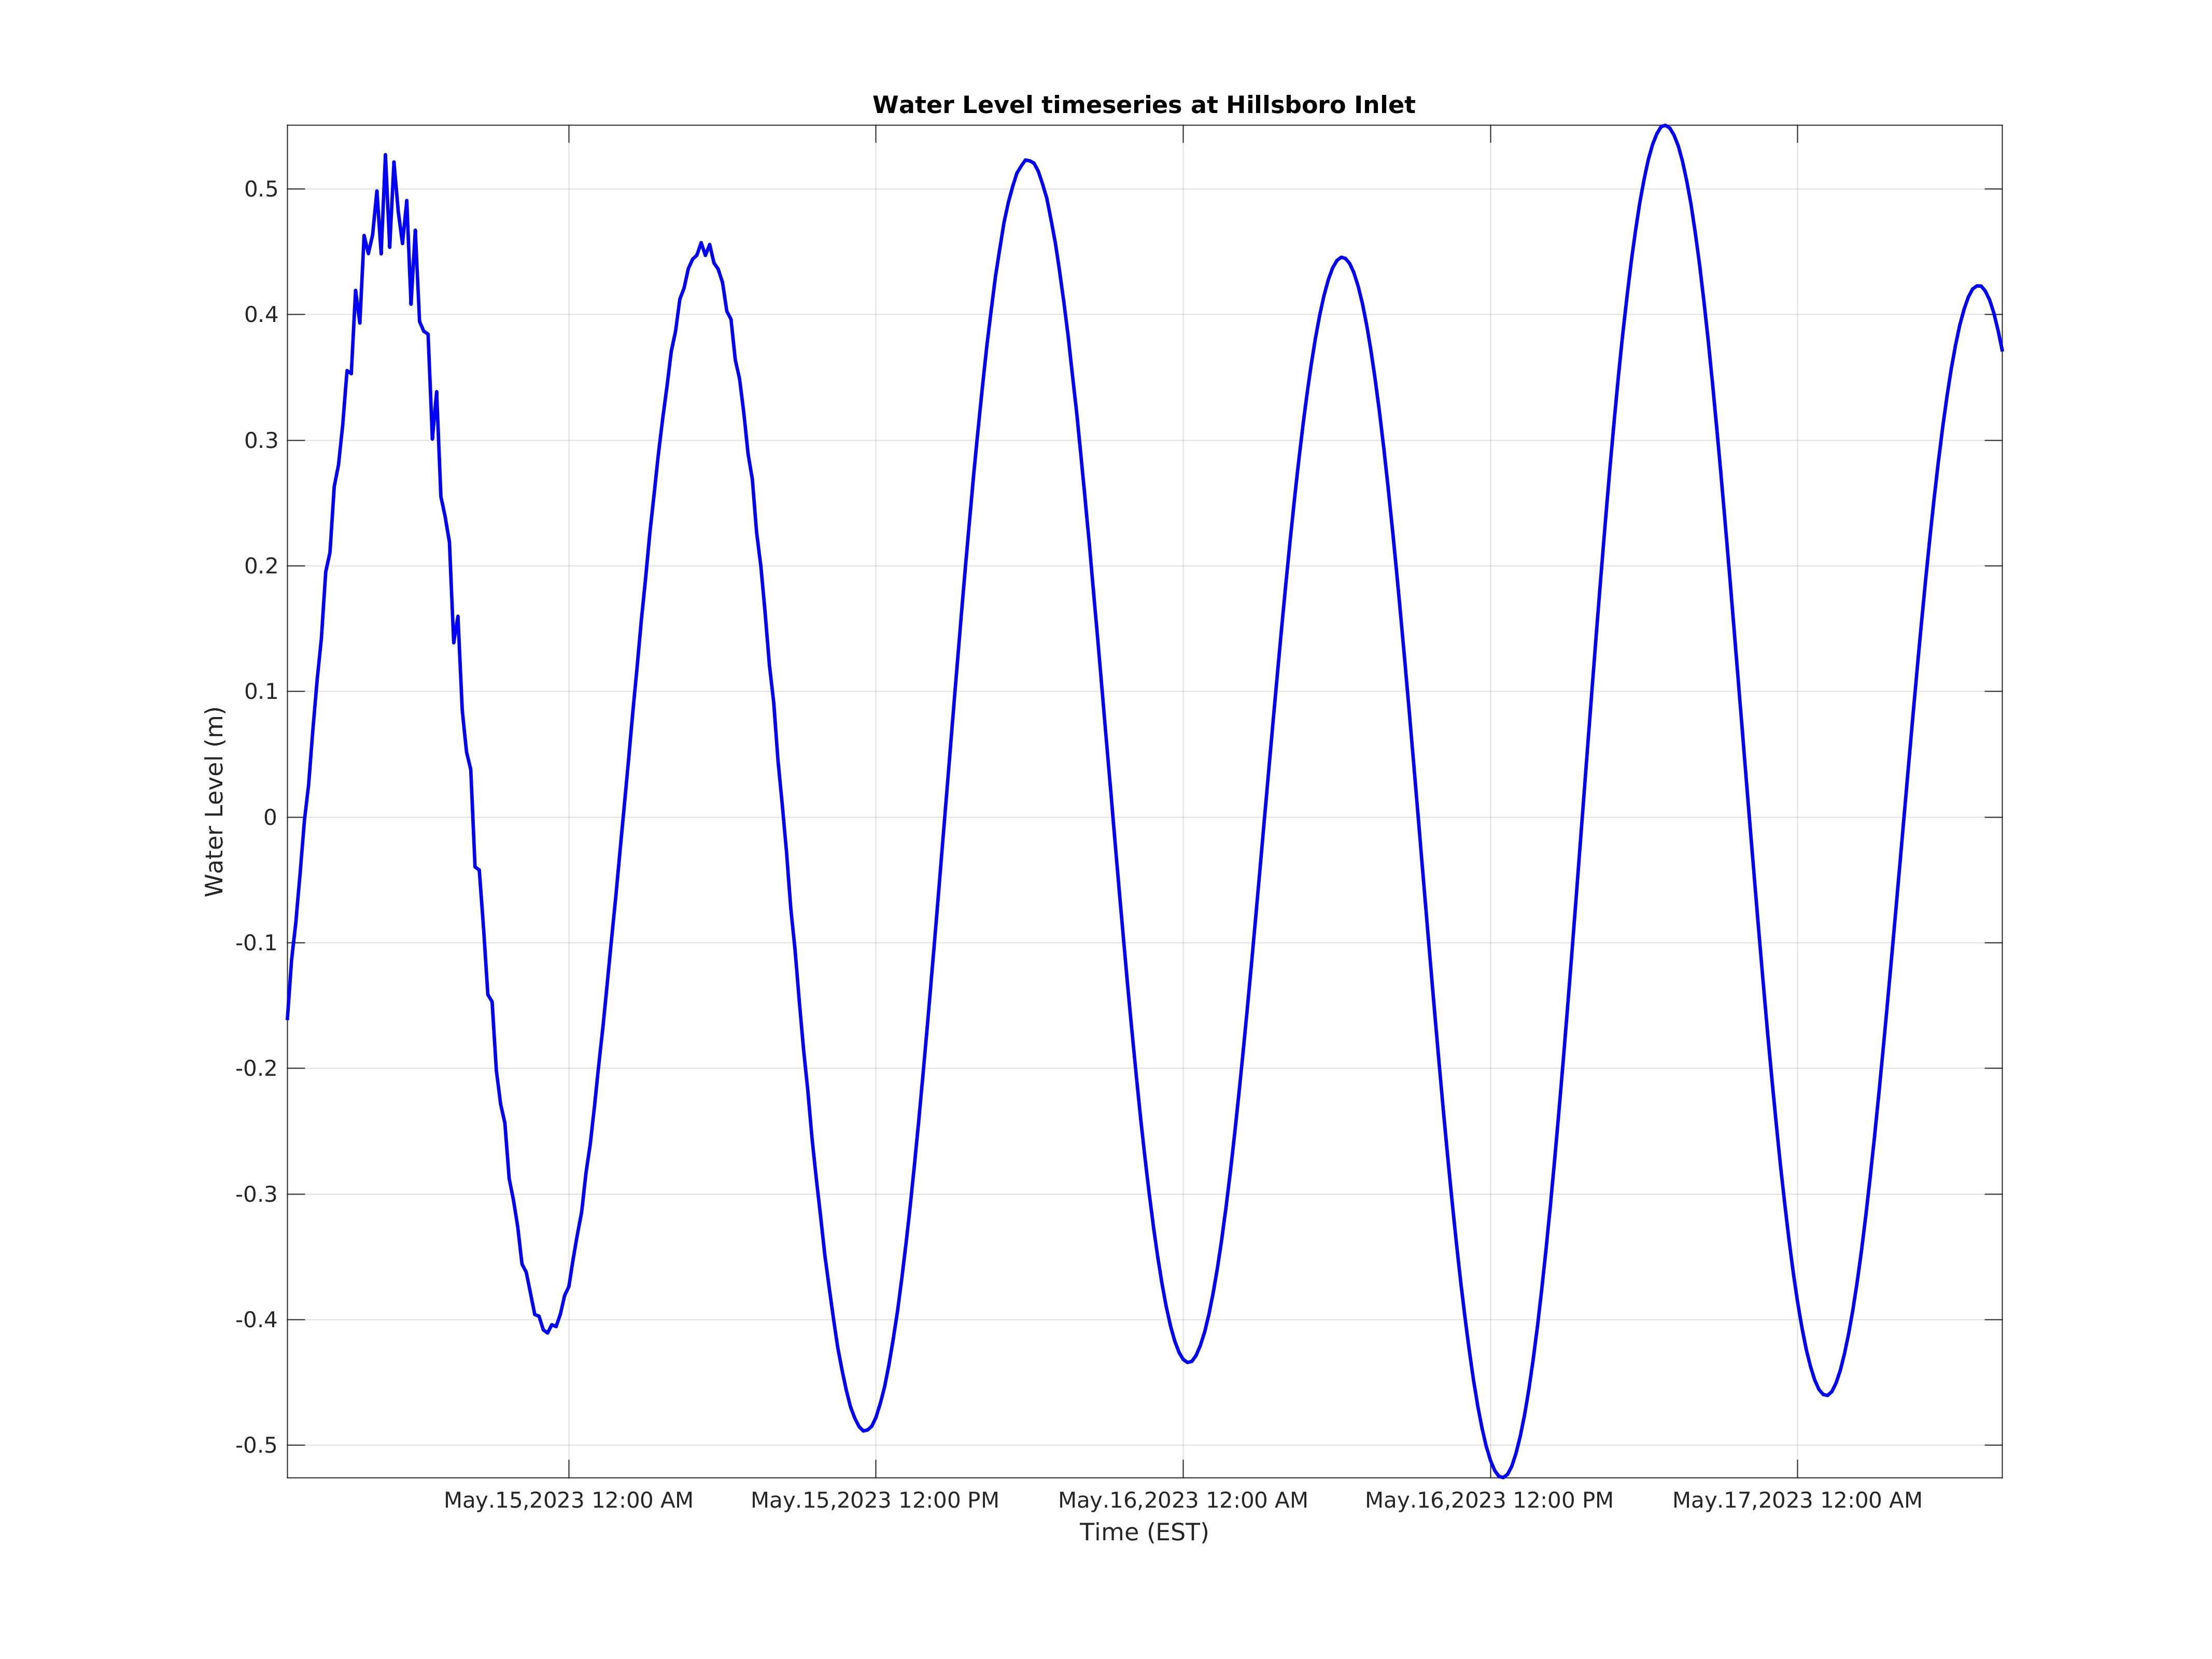 Water Level timeseries at Hillsboro Inlet
0.5
0.4
0.3
0.2
0.1
0
-0.1
-0.2
-0.3
-0.4
-0.5
Water Level (m)
May.15,2023 12:00 AM
May.15,2023 12:00 PM
May.16,2023 12:00 AM
May.16,2023 12:00 PM
May.17,2023 12:00 AM
Time (EST)